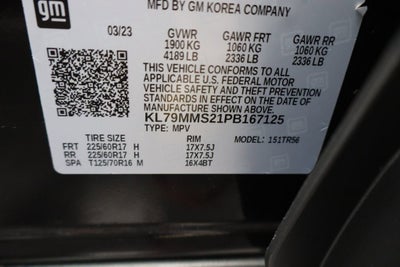 gm
MFD BY GM KOREA COMPANY
03/23 GVWR GAWR FRT GAWR RR
1900 KG 1060 KG 1060 KG
4189 LB 2336 LB 2336 LB
THIS VEHICLE CONFORMS TO ALL
APPLICABLE U.S. FEDERAL MOTOR
VEHICLE SAFETY AND THEFT
PREVENTION STANDARDS IN EFFECT
ON THE DATE OF MANUFACTURE
SHOWN ABOVE.
KL79MMS21PB167125
TYPE: MPV
TIRE SIZE RIM MODEL: 151TR56
FRT 225/60R17 H 17X7.5J
RR 225/60R17 H 17X7.5J
SPA T125/70R16 M 16X4BT